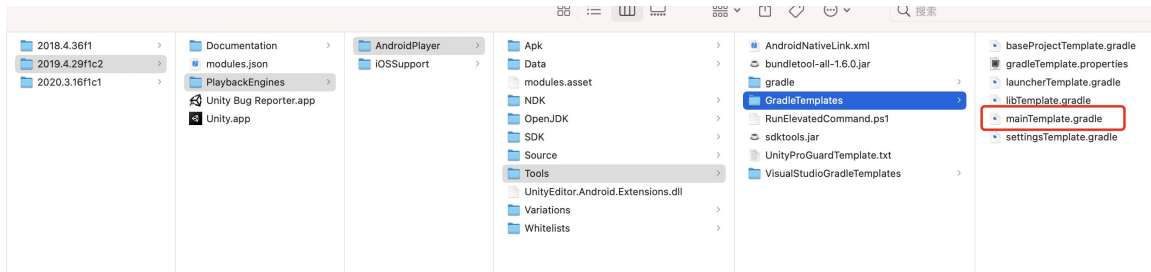 搜索
2018.4.36f1
2019.4.29f1c2
2020.3.16f1c1
Documentation
modules.json
PlaybackEngines
Unity Bug Reporter.app
Unity.app
AndroidPlayer
iOSSupport
Apk
Data
modules.asset
NDK
OpenJDK
SDK
Source
Tools
UnityEditor.Android.Extensions.dll
Variations
Whitelists
AndroidNativeLink.xml
bundletool-all-1.6.0.jar
gradle
GradleTemplates
RunElevatedCommand.ps1
sdktools.jar
UnityProGuardTemplate.txt
VisualStudioGradleTemplates
baseProjectTemplate.gradle
gradleTemplate.properties
launcherTemplate.gradle
libTemplate.gradle
mainTemplate.gradle
settingsTemplate.gradle